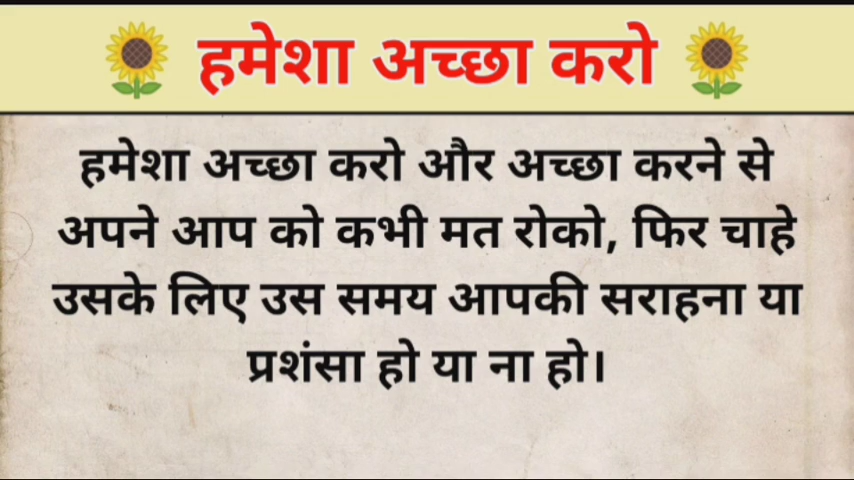 हमेशा अच्छा करो
हमेशा अच्छा करो और अच्छा करने से
अपने आप को कभी मत रोको, फिर चाहे
उसके लिए उस समय आपकी सराहना या
प्रशंसा हो या ना हो।